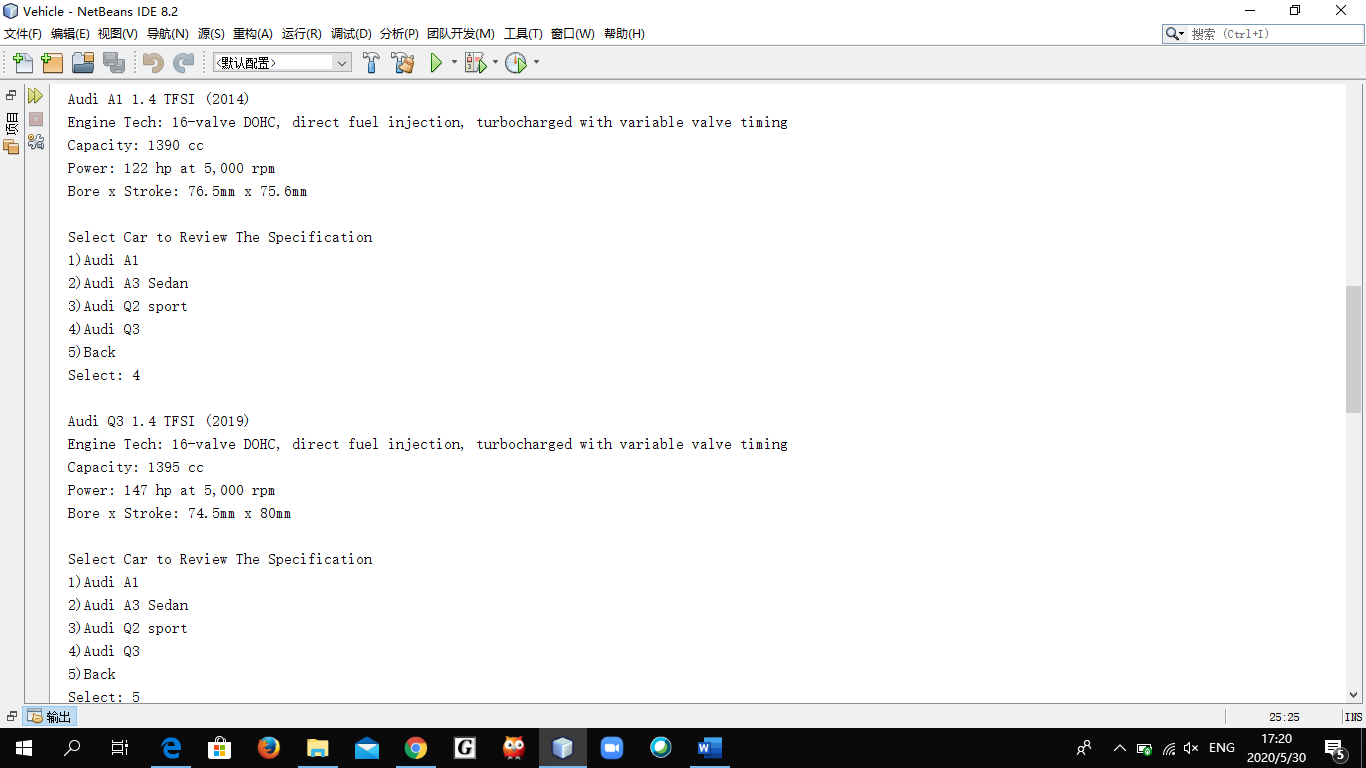 Vehicle - NetBeans IDE 8.2
文件(F) 编辑(E) 视图(V) 导航(N) 源(S) 重构(A) 运行(R) 调试(D) 分析(P) 团队开发(M) 工具(T) 窗口(W) 帮助(H)
搜索 (Ctrl+I)
<默认配置>
Audi A1 1.4 TFSI (2014)
Engine Tech: 16-valve DOHC, direct fuel injection, turbocharged with variable valve timing
Capacity: 1390 cc
Power: 122 hp at 5,000 rpm
Bore x Stroke: 76.5mm x 75.6mm
Select Car to Review The Specification
1)Audi A1
2)Audi A3 Sedan
3)Audi Q2 sport
4)Audi Q3
5)Back
Select: 4
Audi Q3 1.4 TFSI (2019)
Engine Tech: 16-valve DOHC, direct fuel injection, turbocharged with variable valve timing
Capacity: 1395 cc
Power: 147 hp at 5,000 rpm
Bore x Stroke: 74.5mm x 80mm
Select Car to Review The Specification
1)Audi A1
2)Audi A3 Sedan
3)Audi Q2 sport
4)Audi Q3
5)Back
Select: 5
输出
25:25
INS
ENG
17:20
2020/5/30
5